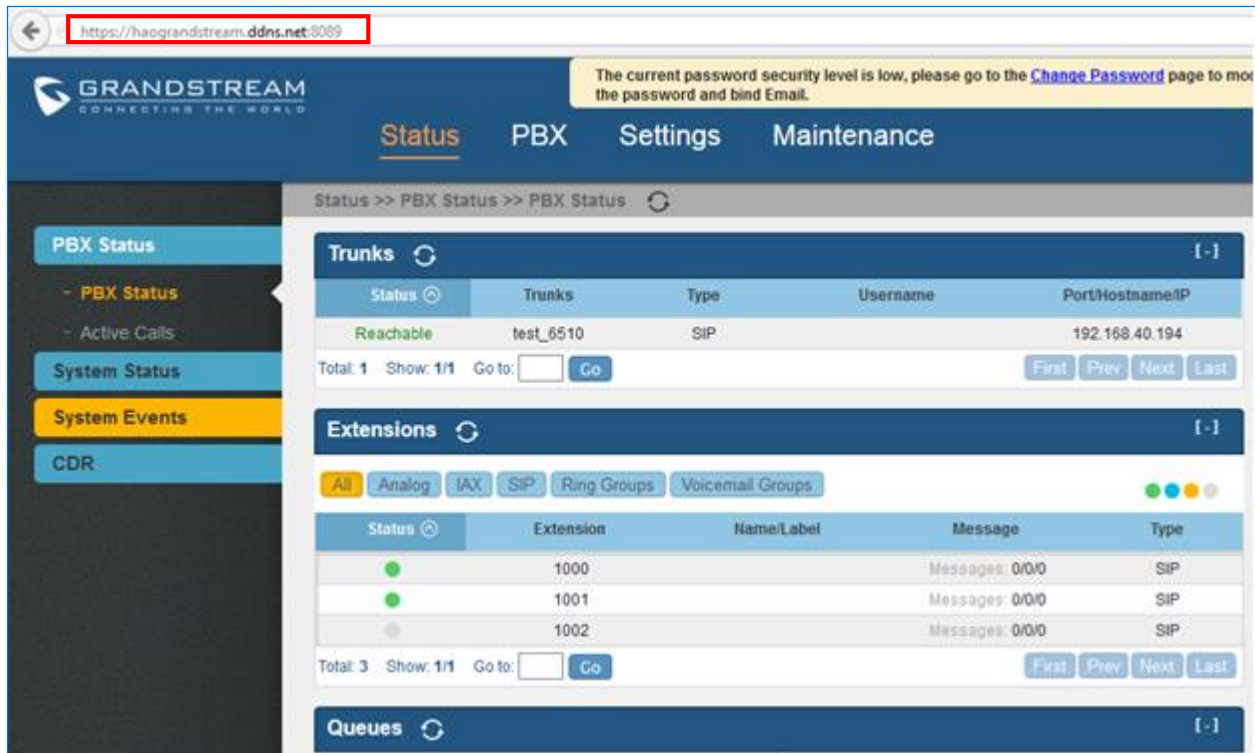 https://haograndstream.ddns.net:8089
GRANDSTREAM
CONNECTING THE WORLD
The current password security level is low, please go to the Change Password page to mod
the password and bind Email.
Status PBX Settings Maintenance
Status >> PBX Status >> PBX Status
PBX Status
- PBX Status
- Active Calls
System Status
System Events
CDR
Trunks [-]
Status Trunks Type Username Port/Hostname/IP
Reachable test_6510 SIP 192.168.40.194
Total: 1 Show: 1/1 Go to: Go First Prev Next Last
Extensions [-]
All Analog IAX SIP Ring Groups Voicemail Groups
Status Extension Name/Label Message Type
1000 Messages: 0/0/0 SIP
1001 Messages: 0/0/0 SIP
1002 Messages: 0/0/0 SIP
Total: 3 Show: 1/1 Go to: Go First Prev Next Last
Queues [-]